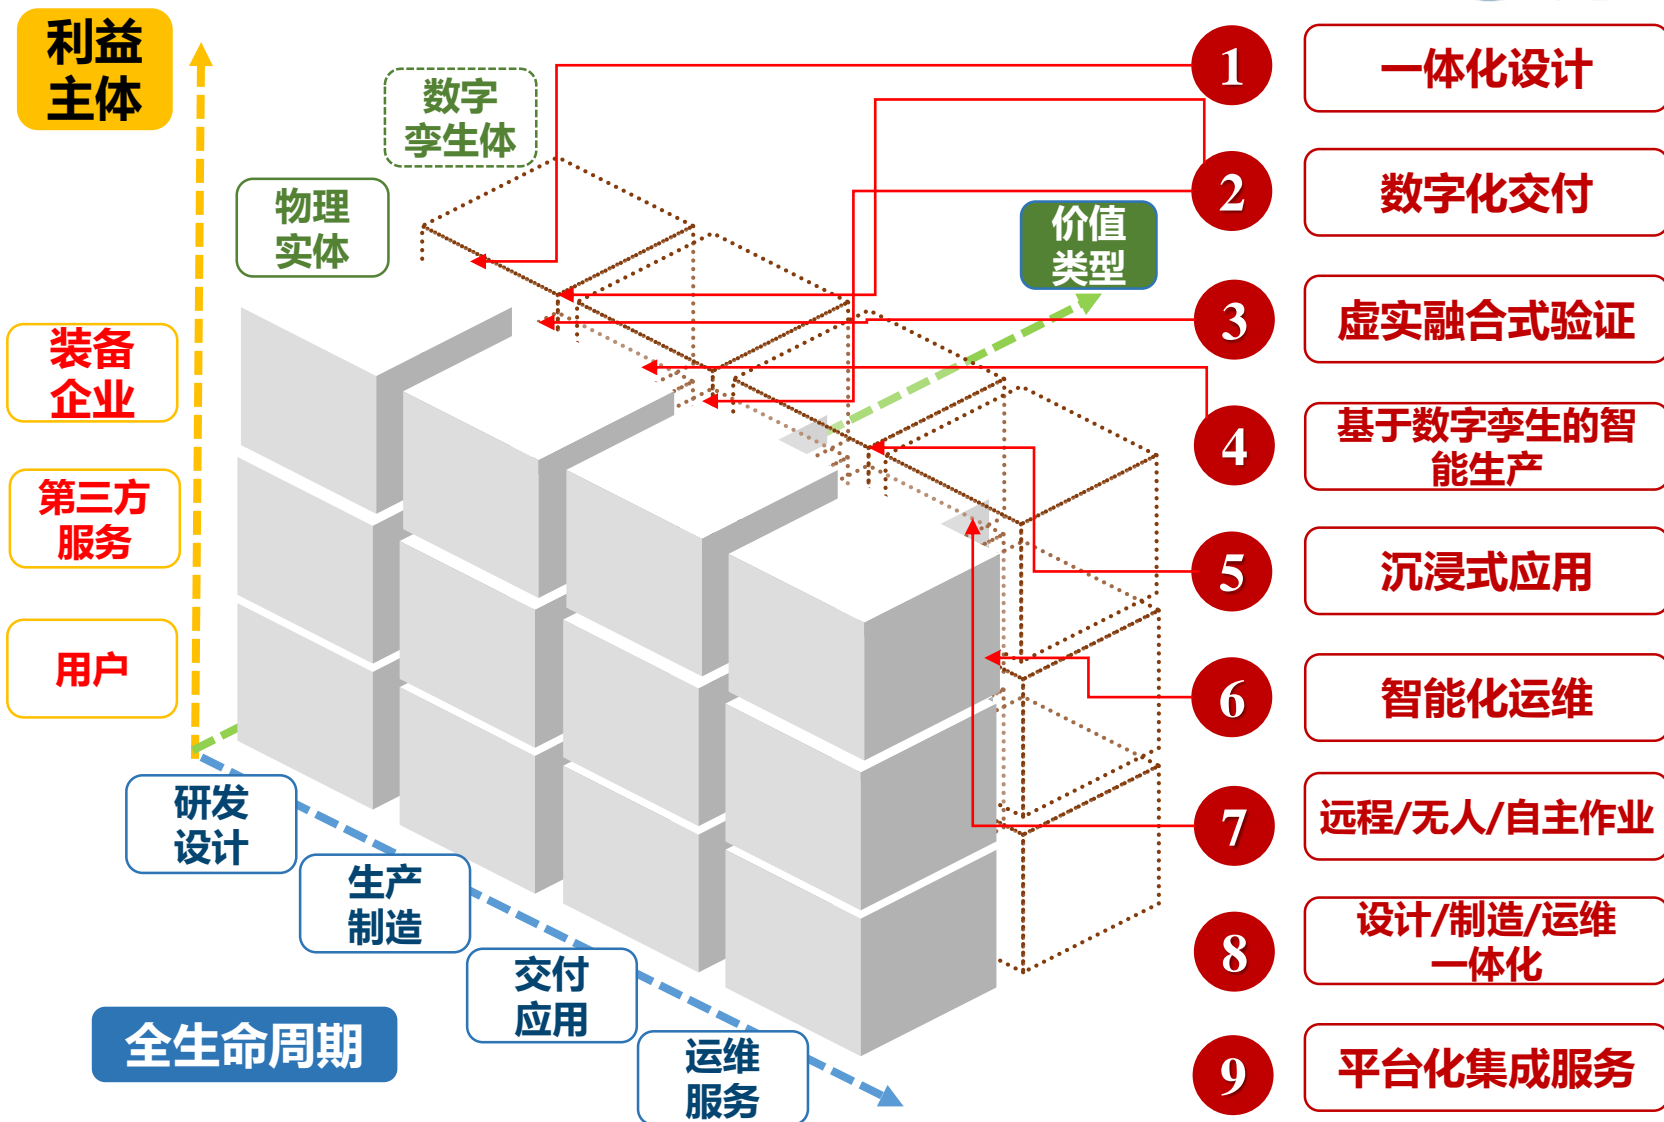 利益
主体
数字
孪生体
物理
实体
价值
类型
装备
企业
第三方
服务
用户
研发
设计
生产
制造
交付
应用
运维
服务
全生命周期
1
一体化设计
2
数字化交付
3
虚实融合式验证
4
基于数字孪生的智
能生产
5
沉浸式应用
6
智能化运维
7
远程/无人/自主作业
8
设计/制造/运维
一体化
9
平台化集成服务